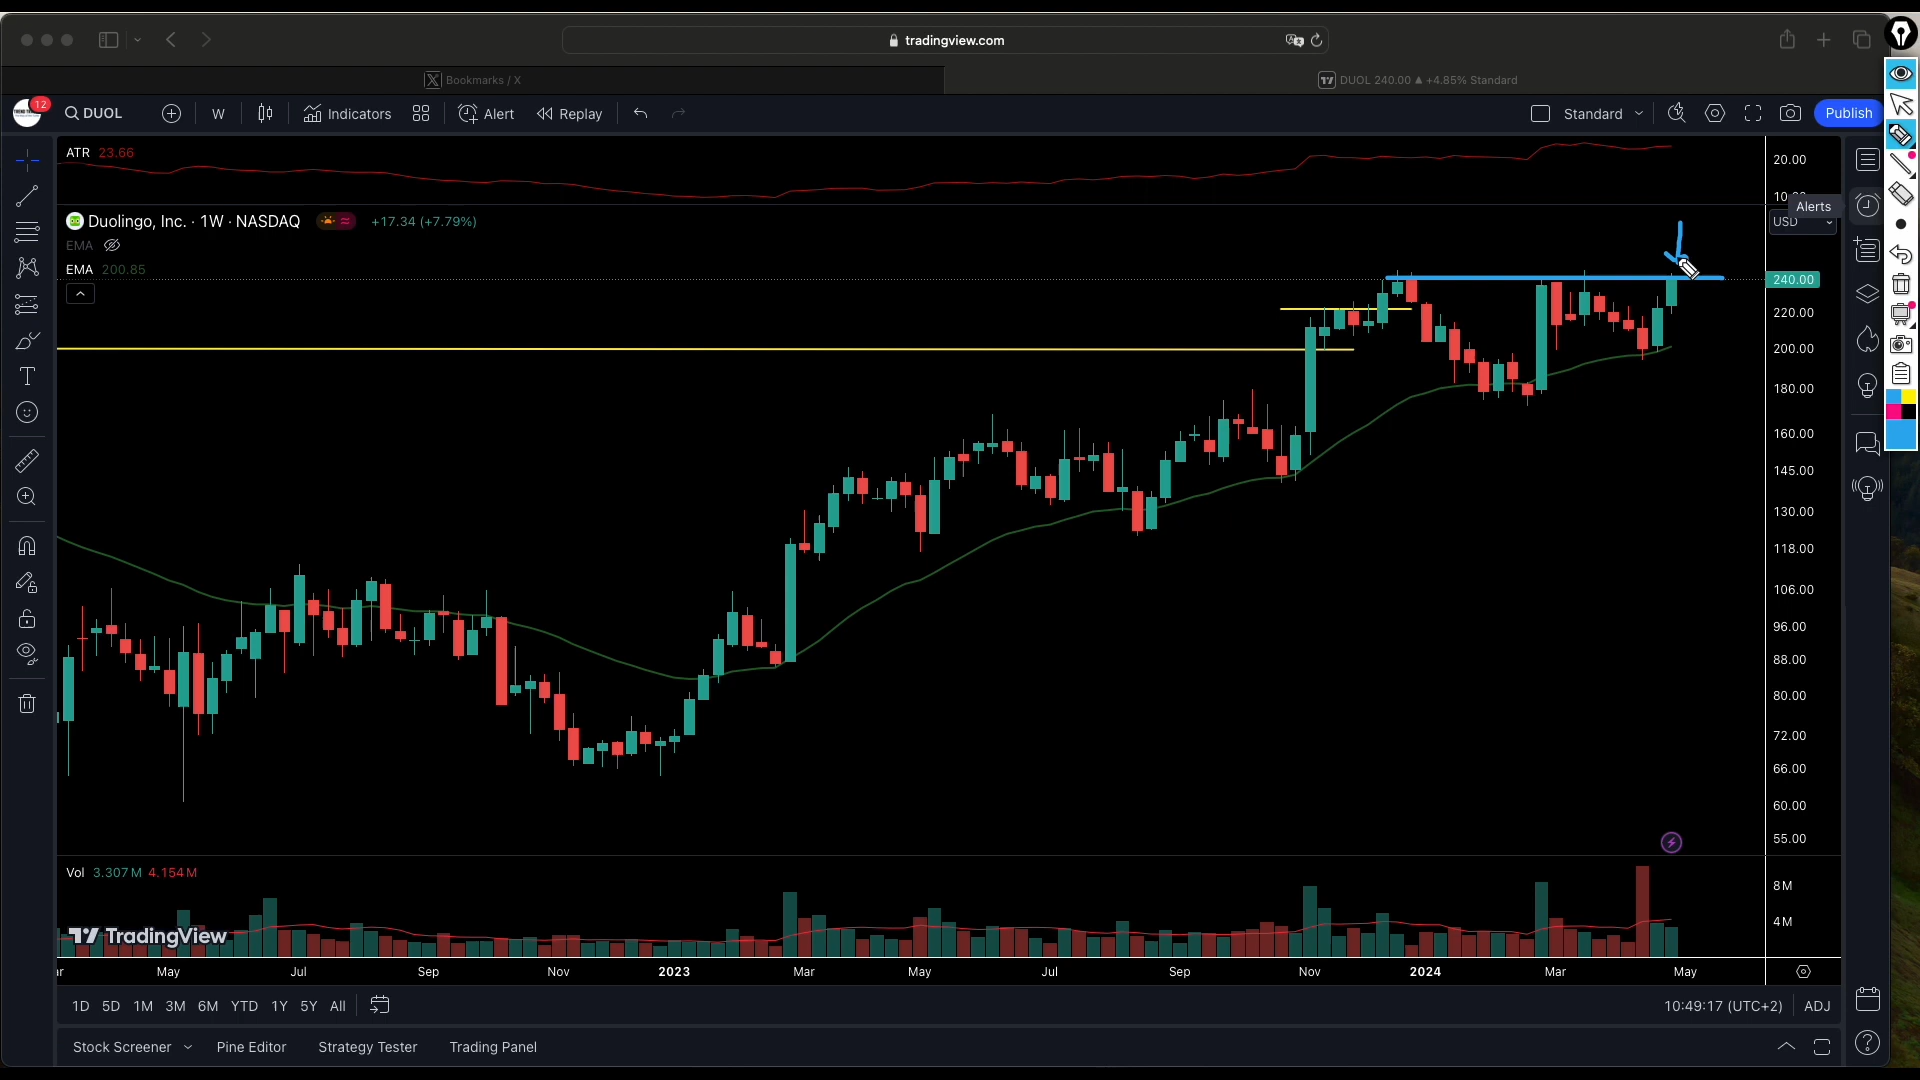 tradingview.com
Bookmarks / X
DUOL 240.00 ▲ +4.85% Standard
12
DUOL
W
Indicators
Alert
Replay
Standard
Publish
ATR 23.66
20.00
Duolingo, Inc. · 1W · NASDAQ
+17.34 (+7.79%)
Alerts
USD
EMA
EMA 200.85
240.00
220.00
200.00
180.00
160.00
145.00
130.00
118.00
106.00
96.00
88.00
80.00
72.00
66.00
60.00
55.00
Vol 3.307M 4.154M
8M
4M
TradingView
May
Jul
Sep
Nov
2023
Mar
May
Jul
Sep
Nov
2024
Mar
May
1D 5D 1M 3M 6M YTD 1Y 5Y All
10:49:17 (UTC+2)
ADJ
Stock Screener
Pine Editor
Strategy Tester
Trading Panel